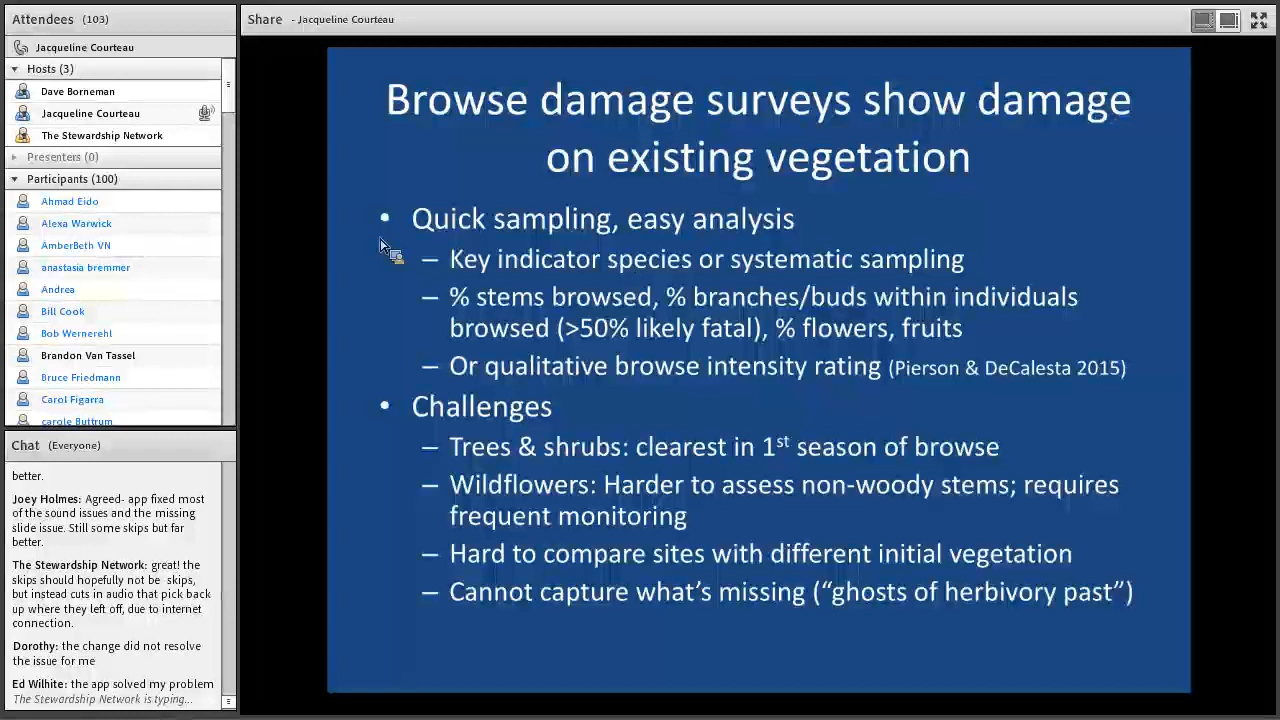 Attendees (103)
Jacqueline Courteau
Hosts (3)
Dave Borneman
Jacqueline Courteau
The Stewardship Network
Presenters (0)
Participants (100)
Ahmad Eido
Alexa Warwick
AmberBeth VN
anastasia bremmer
Andrea
Bill Cook
Bob Wernerehl
Brandon Van Tassel
Bruce Friedmann
Carol Figarra
carole Buttrum
Chat (Everyone)
better.
Joey Holmes: Agreed- app fixed most
of the sound issues and the missing
slide issue. Still some skips but far
better.
The Stewardship Network: great! the
skips should hopefully not be skips,
but instead cuts in audio that pick back
up where they left off, due to internet
connection.
Dorothy: the change did not resolve
the issue for me
Ed Wilhite: the app solved my problem
The Stewardship Network is typing...
Share - Jacqueline Courteau
Browse damage surveys show damage
on existing vegetation
• Quick sampling, easy analysis
– Key indicator species or systematic sampling
– % stems browsed, % branches/buds within individuals
browsed (>50% likely fatal), % flowers, fruits
– Or qualitative browse intensity rating (Pierson & DeCalesta 2015)
• Challenges
– Trees & shrubs: clearest in 1st season of browse
– Wildflowers: Harder to assess non-woody stems; requires
frequent monitoring
– Hard to compare sites with different initial vegetation
– Cannot capture what’s missing (“ghosts of herbivory past”)